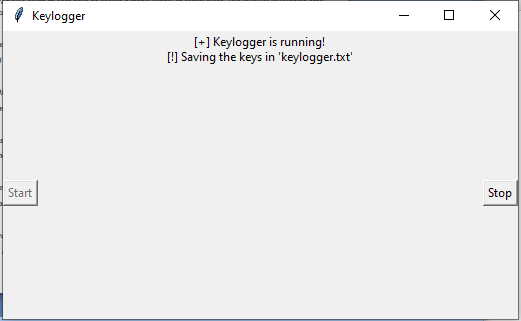 Keylogger
[+] Keylogger is running!
[!] Saving the keys in 'keylogger.txt'
Start
Stop